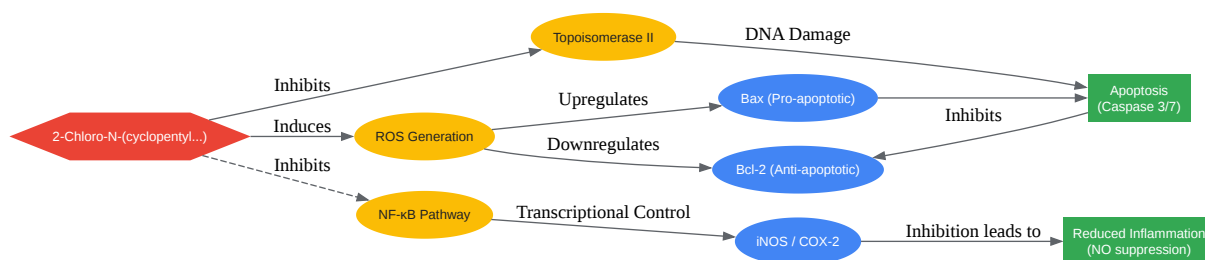 Topoisomerase II
DNA Damage
Inhibits
Upregulates
Bax (Pro-apoptotic)
Apoptosis
(Caspase 3/7)
2-Chloro-N-(cyclopentyl...)
Induces
ROS Generation
Downregulates
Inhibits
Bcl-2 (Anti-apoptotic)
Inhibits
NF-κB Pathway
Transcriptional Control
iNOS / COX-2
Inhibition leads to
Reduced Inflammation
(NO suppression)